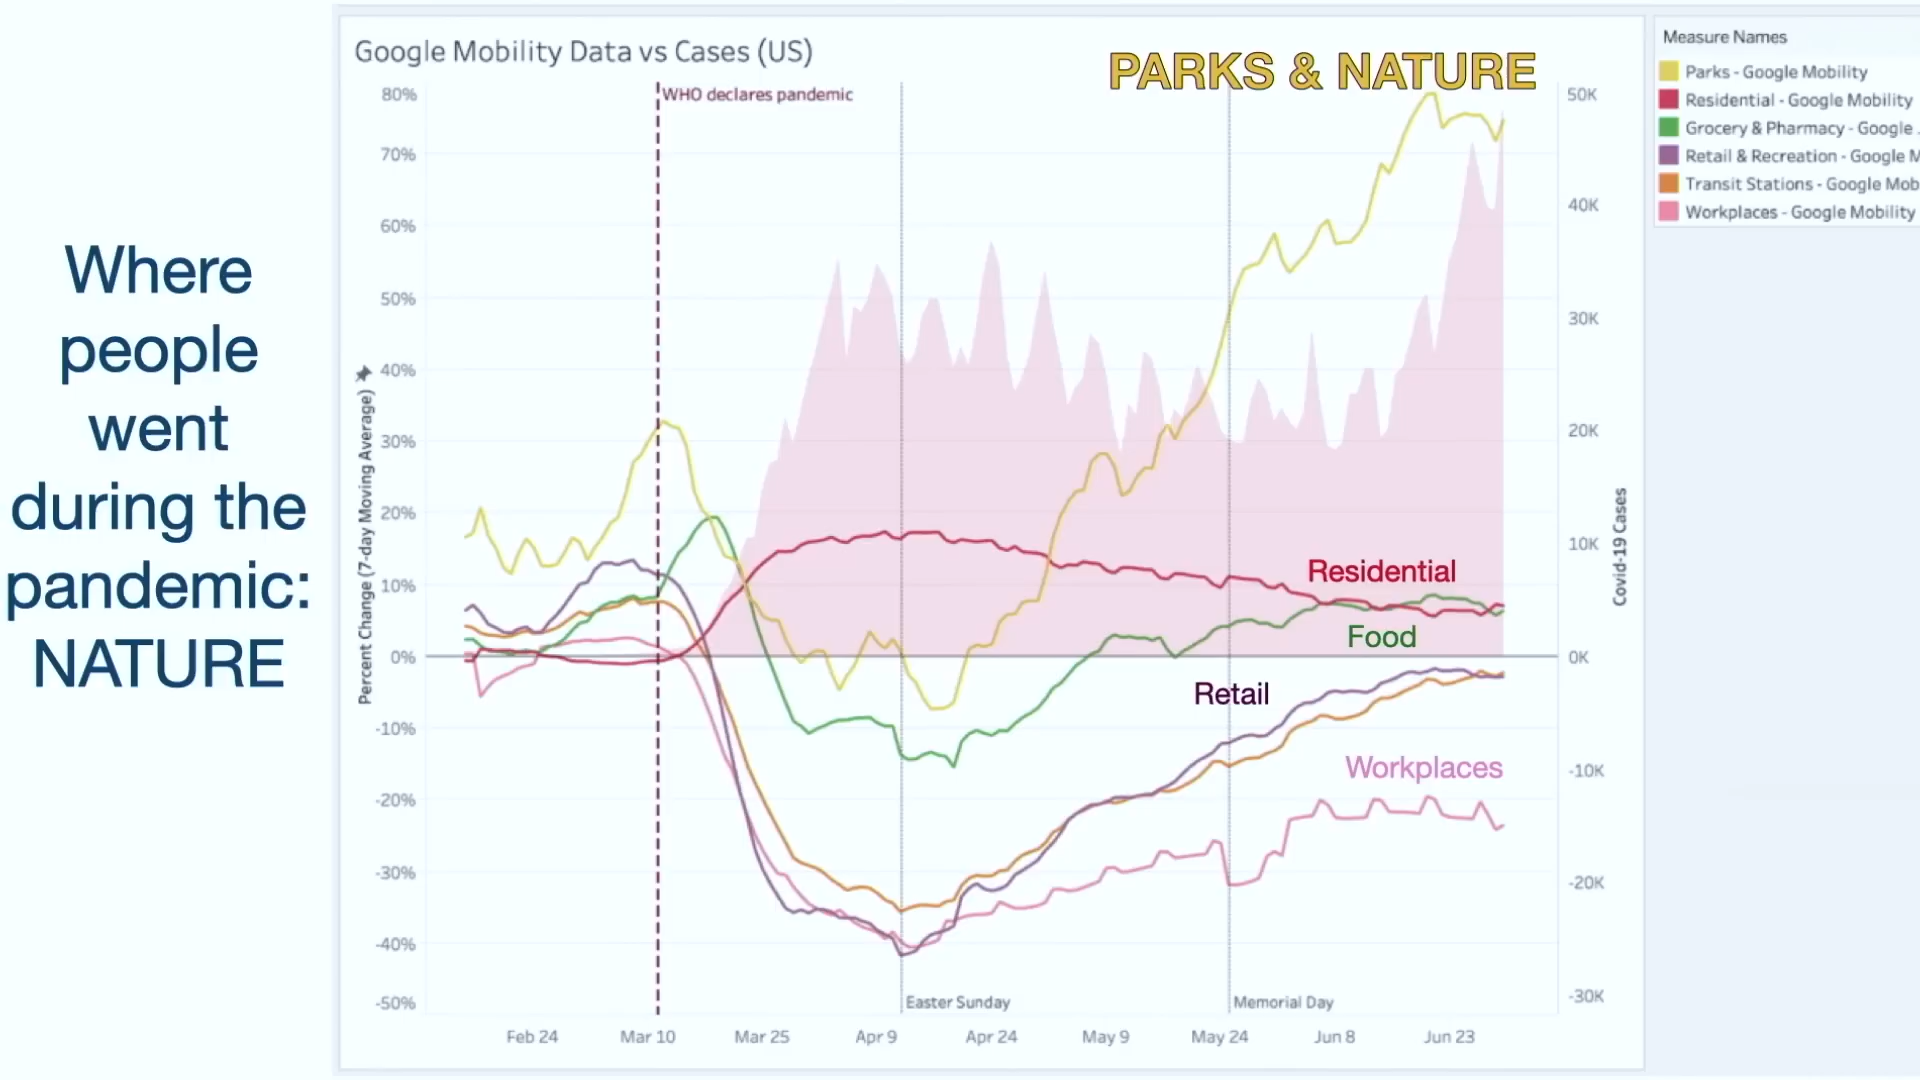 Where
people
went
during the
pandemic:
NATURE
Google Mobility Data vs Cases (US)
PARKS & NATURE
WHO declares pandemic
80%
70%
60%
50%
40%
30%
20%
10%
0%
-10%
-20%
-30%
-40%
-50%
Percent Change (7-day Moving Average)
50K
40K
30K
20K
10K
0K
-10K
-20K
-30K
Covid-19 Cases
Residential
Food
Retail
Workplaces
Easter Sunday
Memorial Day
Feb 24
Mar 10
Mar 25
Apr 9
Apr 24
May 9
May 24
Jun 8
Jun 23
Measure Names
Parks - Google Mobility
Residential - Google Mobility
Grocery & Pharmacy - Google .
Retail & Recreation - Google M
Transit Stations - Google Mob
Workplaces - Google Mobility